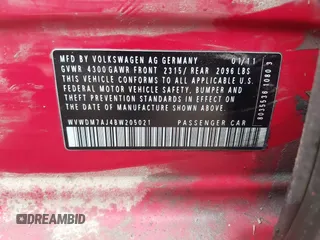 MFD. BY VOLKSWAGEN AG GERMANY 01/11
GVWR 4300 GAWR FRONT 2315/ REAR 2096 LBS
THIS VEHICLE CONFORMS TO ALL APPLICABLE U.S.
FEDERAL MOTOR VEHICLE SAFETY,
BUMPER AND THEFT PREVENTION STANDARDS
IN EFFECT ON THE DATE OF MANUFACTURE
SHOWN ABOVE.
WVWDM7AJ4BW205021 PASSENGER CAR
DREAMBID